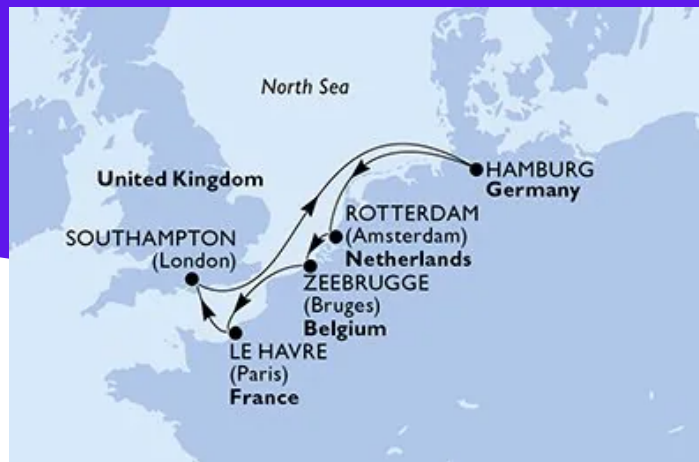 North Sea
United Kingdom
HAMBURG
Germany
ROTTERDAM
(Amsterdam)
Netherlands
SOUTHAMPTON
(London)
ZEEBRUGGE
(Bruges)
Belgium
LE HAVRE
(Paris)
France